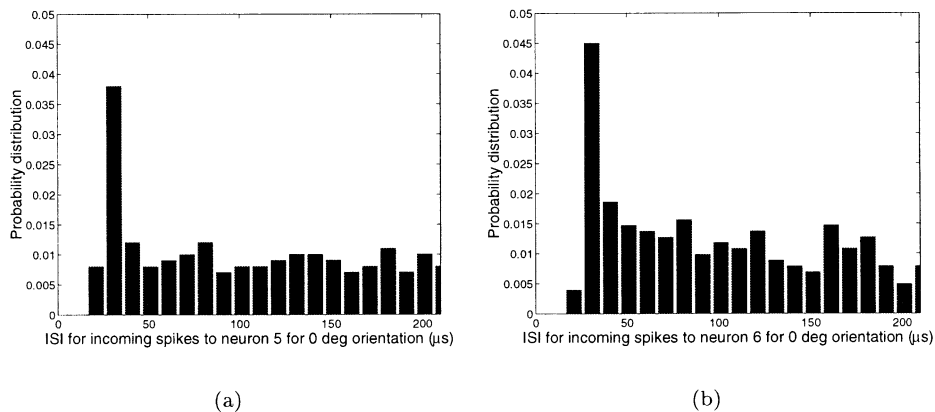 0.05
0.045
0.04
0.035
0.03
0.025
0.02
0.015
0.01
0.005
0
Probability distribution
0 50 100 150 200
ISI for incoming spikes to neuron 5 for 0 deg orientation (μs)
(a)
0.05
0.045
0.04
0.035
0.03
0.025
0.02
0.015
0.01
0.005
0
Probability distribution
0 50 100 150 200
ISI for incoming spikes to neuron 6 for 0 deg orientation (μs)
(b)